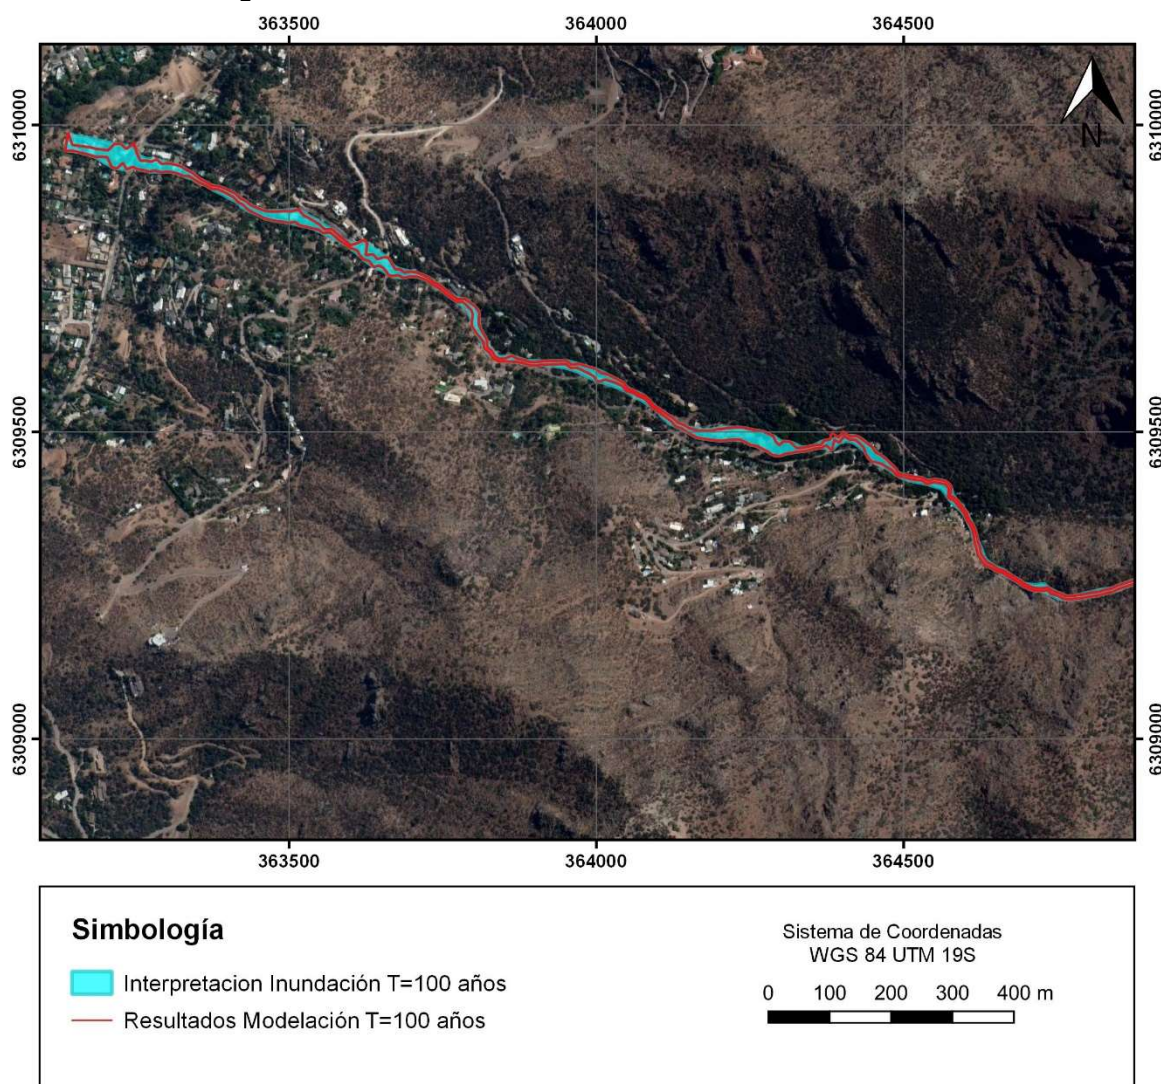 363500
364000
364500
6310000
6310000
N
6309500
6309500
6309000
6309000
363500
364000
364500
Simbología
Interpretacion Inundación T=100 años
Resultados Modelación T=100 años
Sistema de Coordenadas
WGS 84 UTM 19S
0 100 200 300 400 m